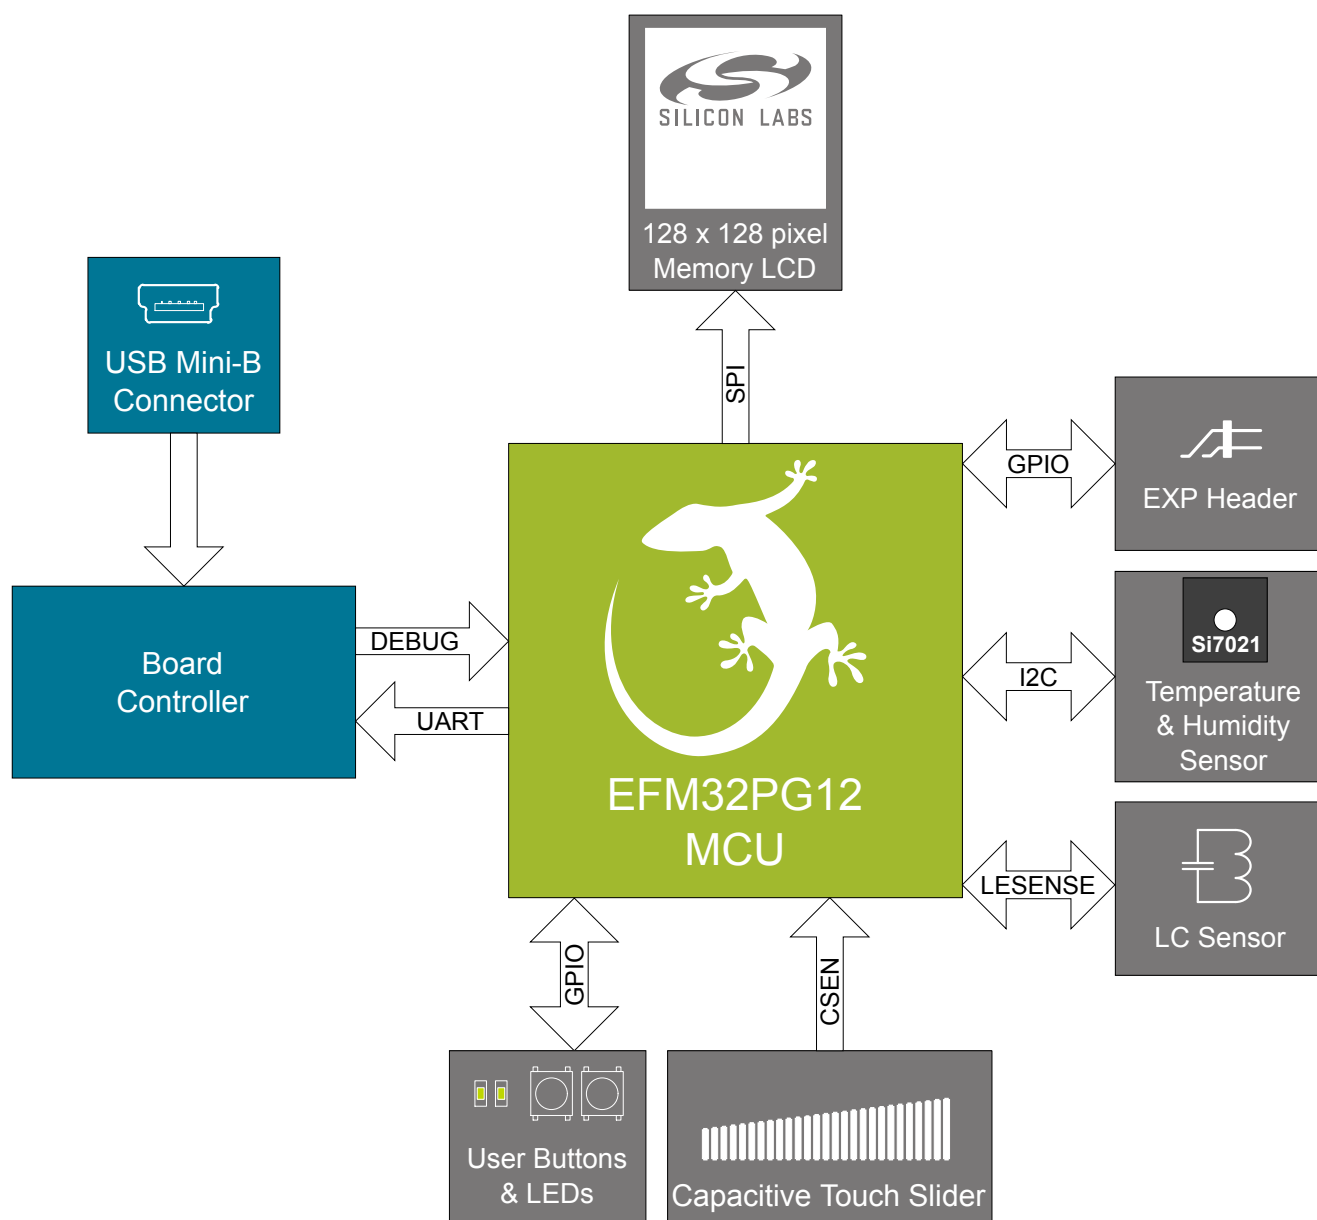 SILICON LABS
128 x 128 pixel
Memory LCD
USB Mini-B
Connector
SPI
GPIO
EXP Header
Board
Controller
DEBUG
UART
EFM32PG12
MCU
I2C
Si7021
Temperature
& Humidity
Sensor
LESENSE
LC Sensor
GPIO
CSEN
User Buttons
& LEDs
Capacitive Touch Slider